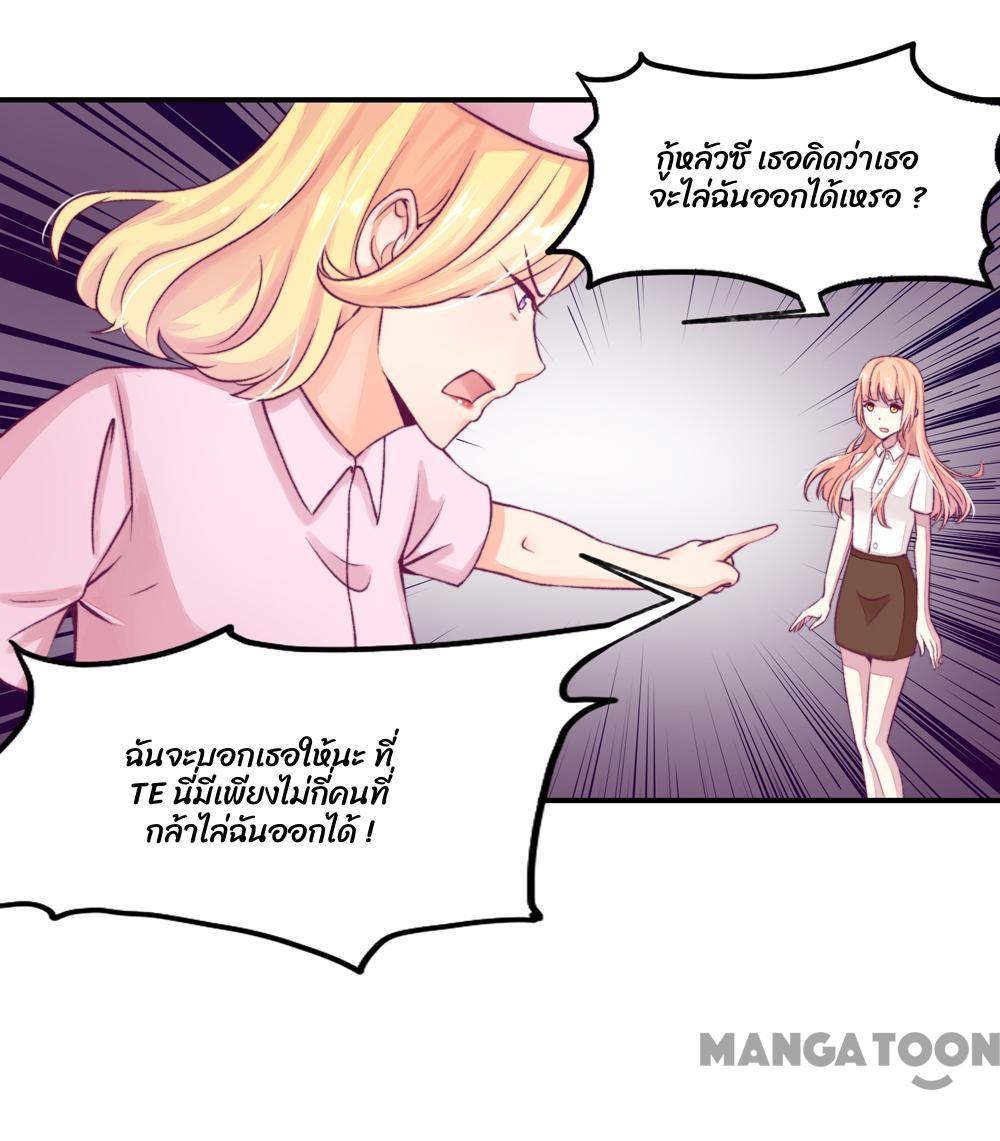 กู้หลัวซี เธอคิดว่าเธอ
จะไล่ฉันออกได้เหรอ ?
ฉันจะบอกเธอให้นะ ที่
TE นี่มีเพียงไม่กี่คนที่
กล้าไล่ฉันออกได้ !
MANGATOON